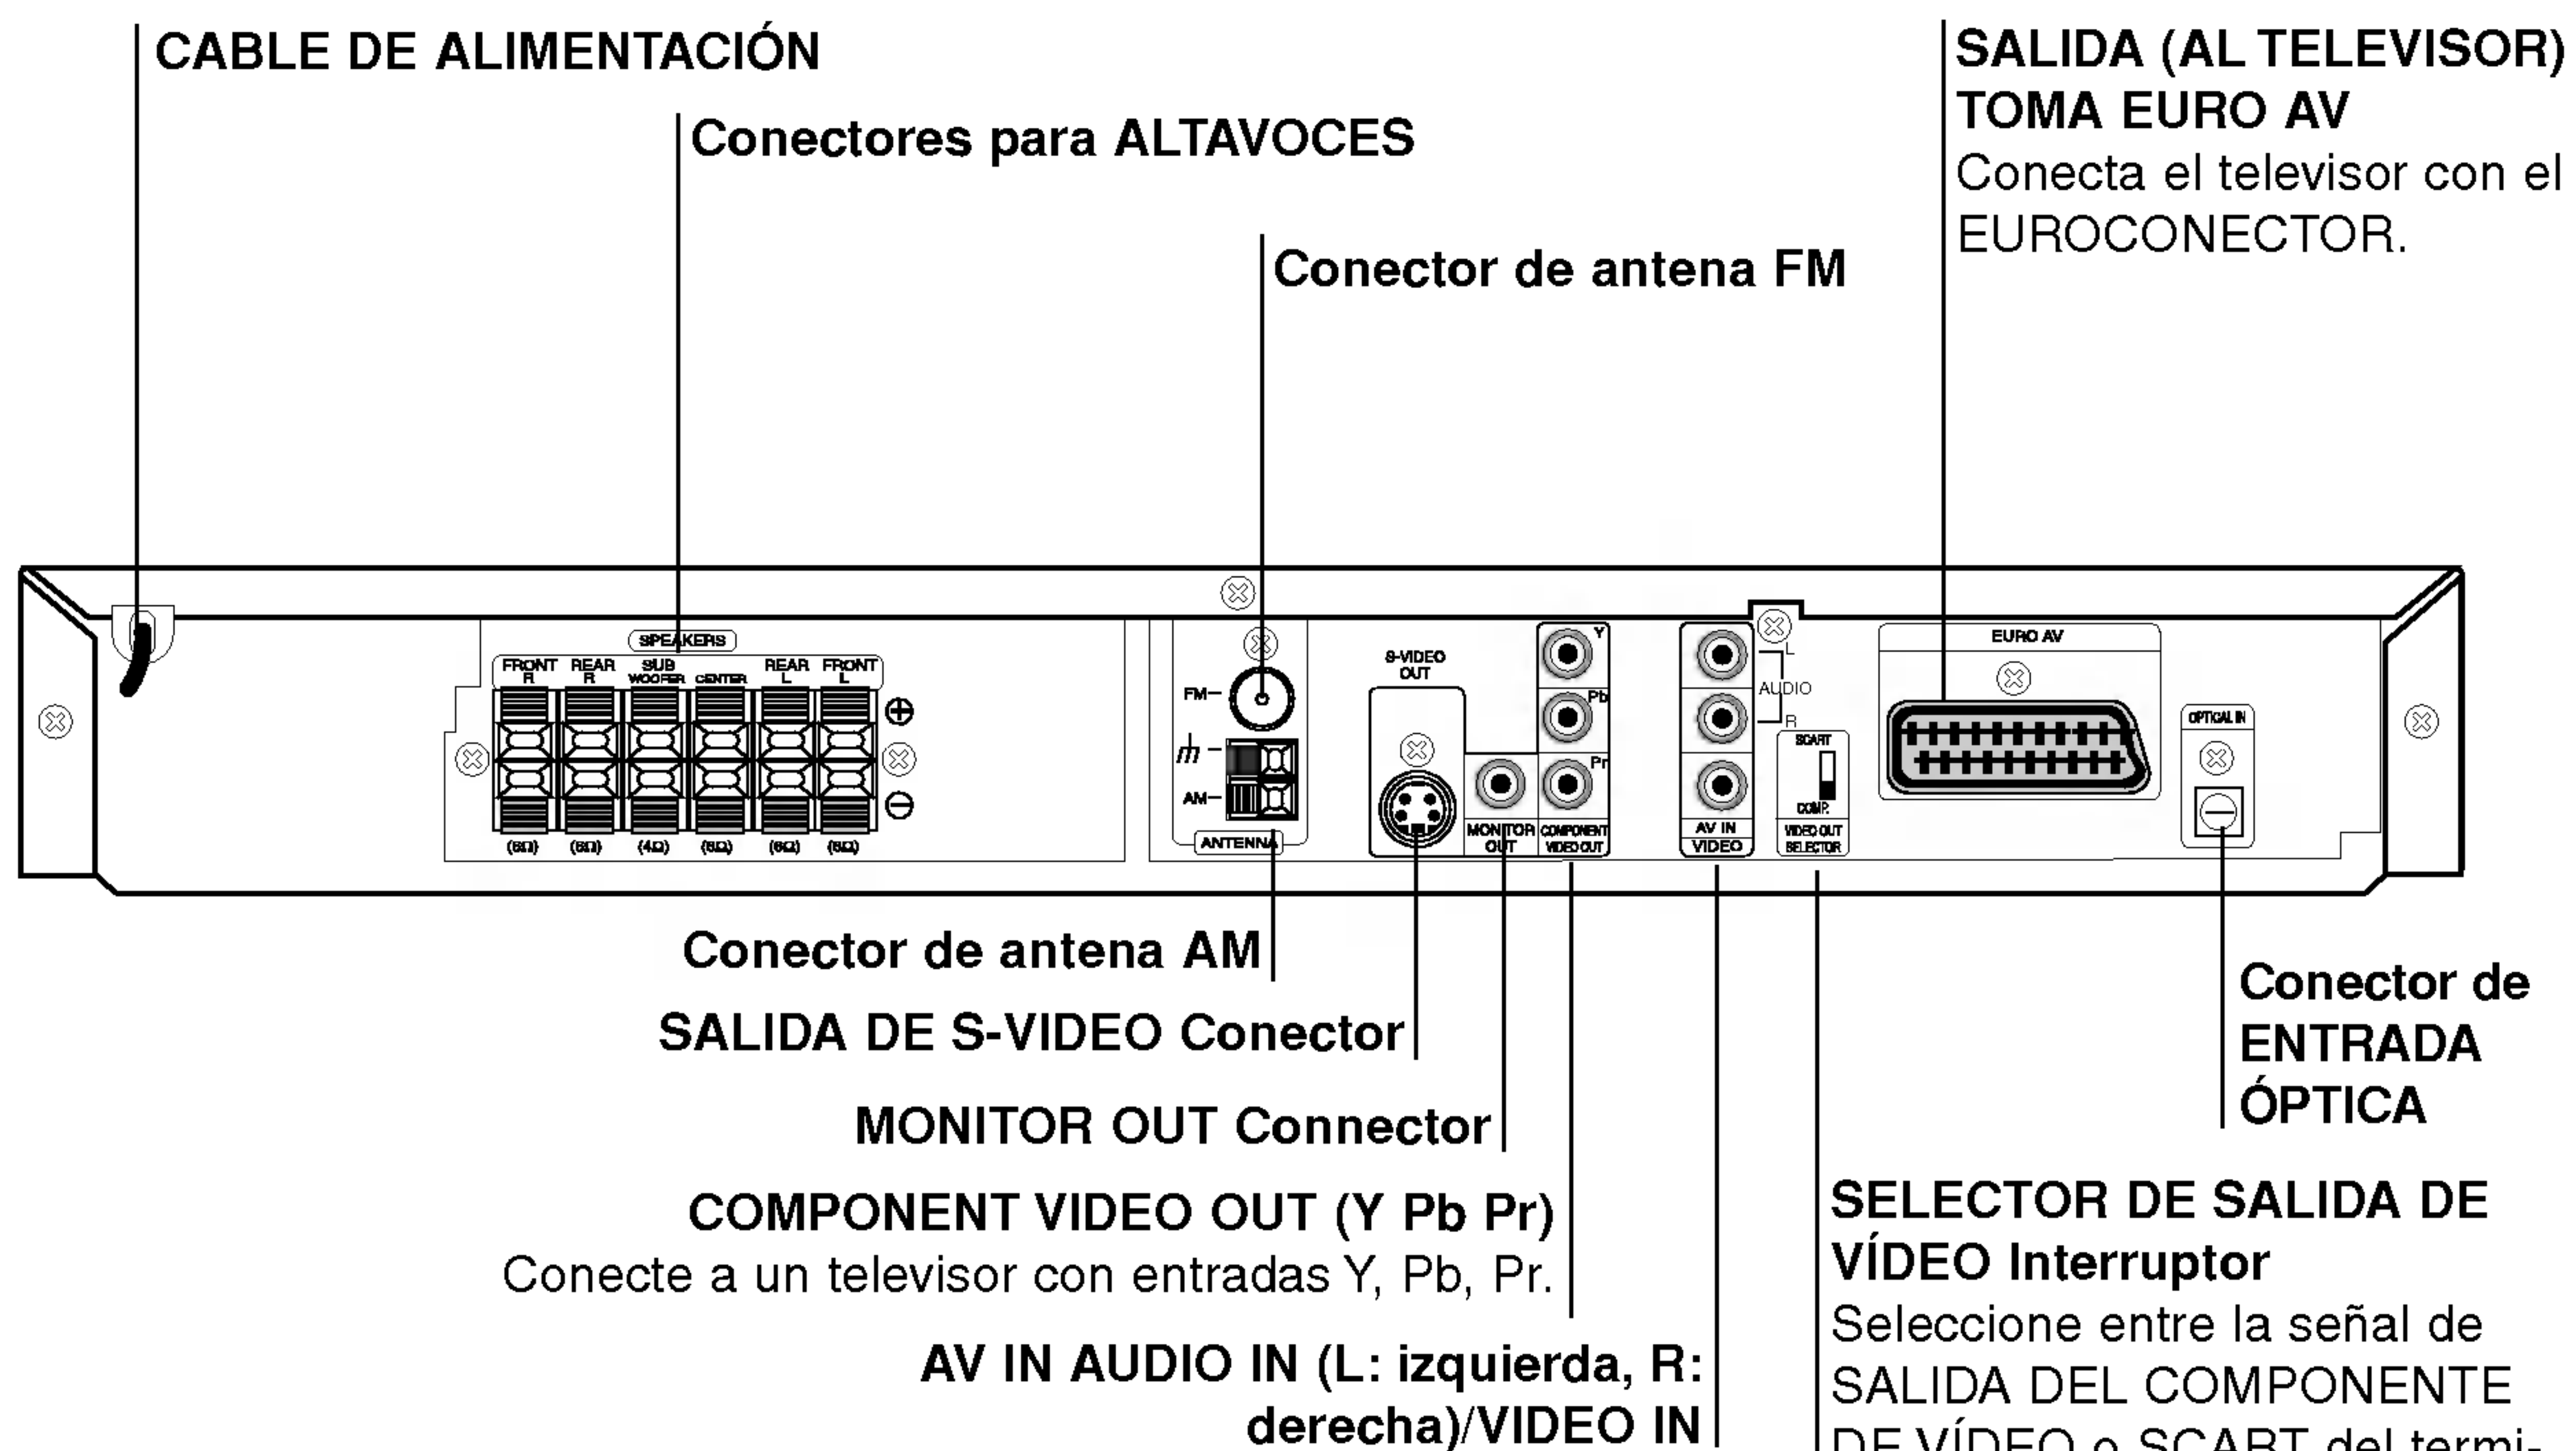 CABLE DE ALIMENTACIÓN
Conectores para ALTAVOCES
Conector de antena FM
SALIDA (AL TELEVISOR)
TOMA EURO AV
Conecta el televisor con el
EUROCONECTOR.
SPEAKERS
FRONT R
REAR R
SUB WOOFER
CENTER
REAR L
FRONT L
(6Ω) (6Ω) (4Ω) (6Ω) (6Ω) (6Ω)
FM
AM
ANTENNA
S-VIDEO
OUT
MONITOR
OUT
Y
Pb
Pr
COMPONENT
VIDEO OUT
L
AUDIO
R
AV IN
VIDEO
SCART
COMP.
VIDEO OUT
SELECTOR
EURO AV
OPTICAL IN
Conector de antena AM
SALIDA DE S-VIDEO Conector
MONITOR OUT Connector
COMPONENT VIDEO OUT (Y Pb Pr)
Conecte a un televisor con entradas Y, Pb, Pr.
AV IN AUDIO IN (L: izquierda, R:
derecha)/VIDEO IN
Conector de
ENTRADA
ÓPTICA
SELECTOR DE SALIDA DE
VÍDEO Interruptor
Seleccione entre la señal de
SALIDA DEL COMPONENTE
DE VÍDEO o SCART del termi-